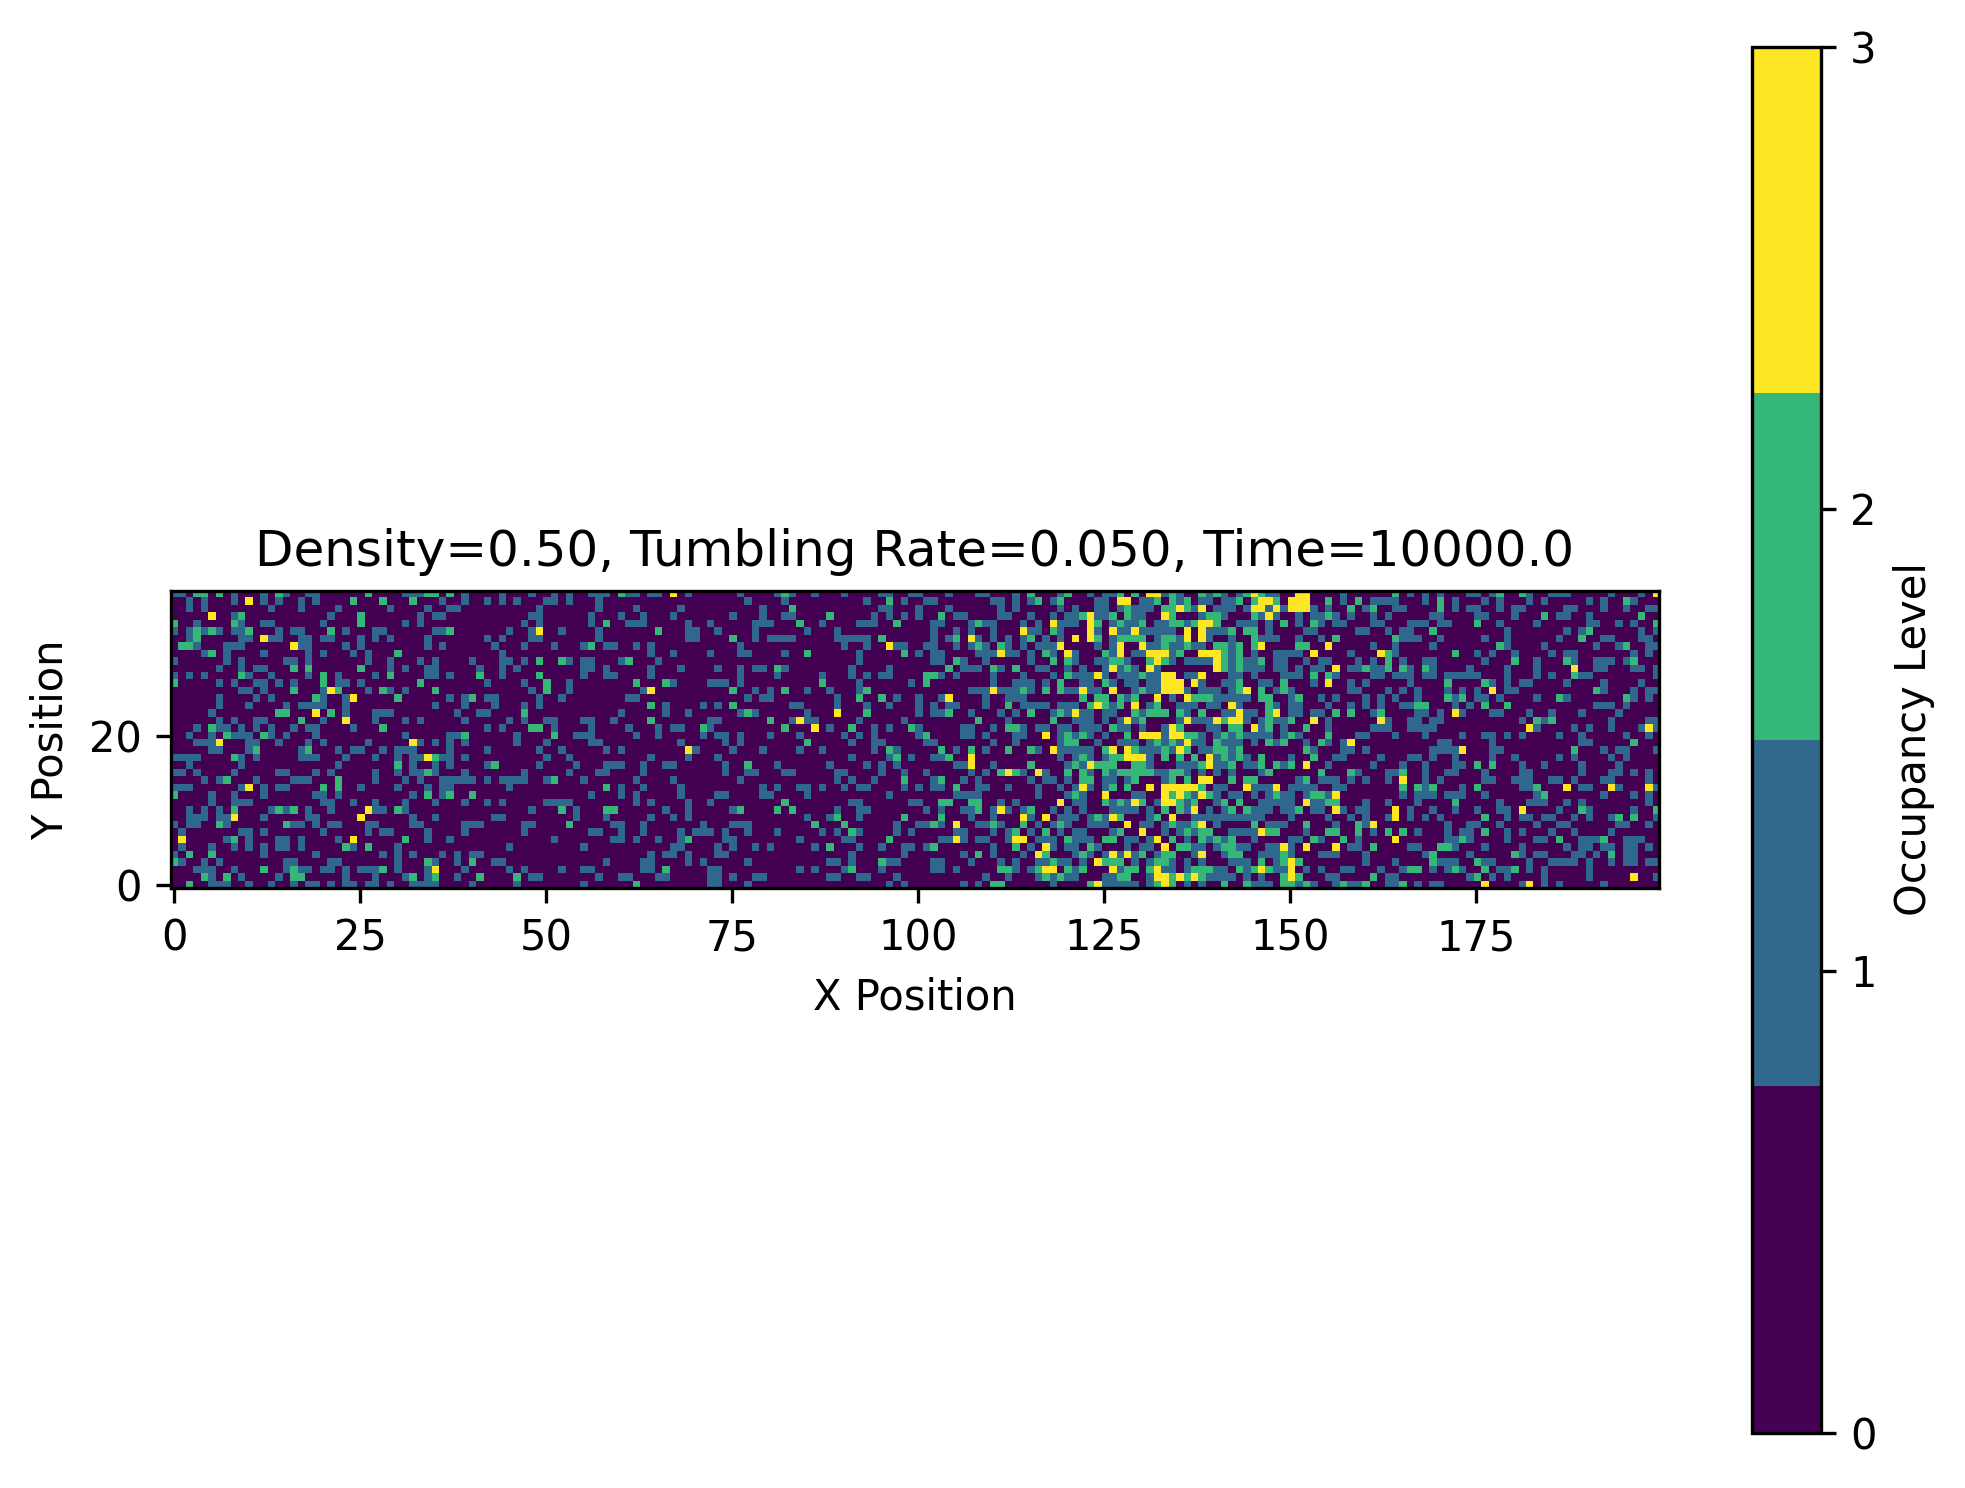 Density=0.50, Tumbling Rate=0.050, Time=10000.0
Y Position
20
0
0 25 50 75 100 125 150 175
X Position
3
2
1
0
Occupancy Level